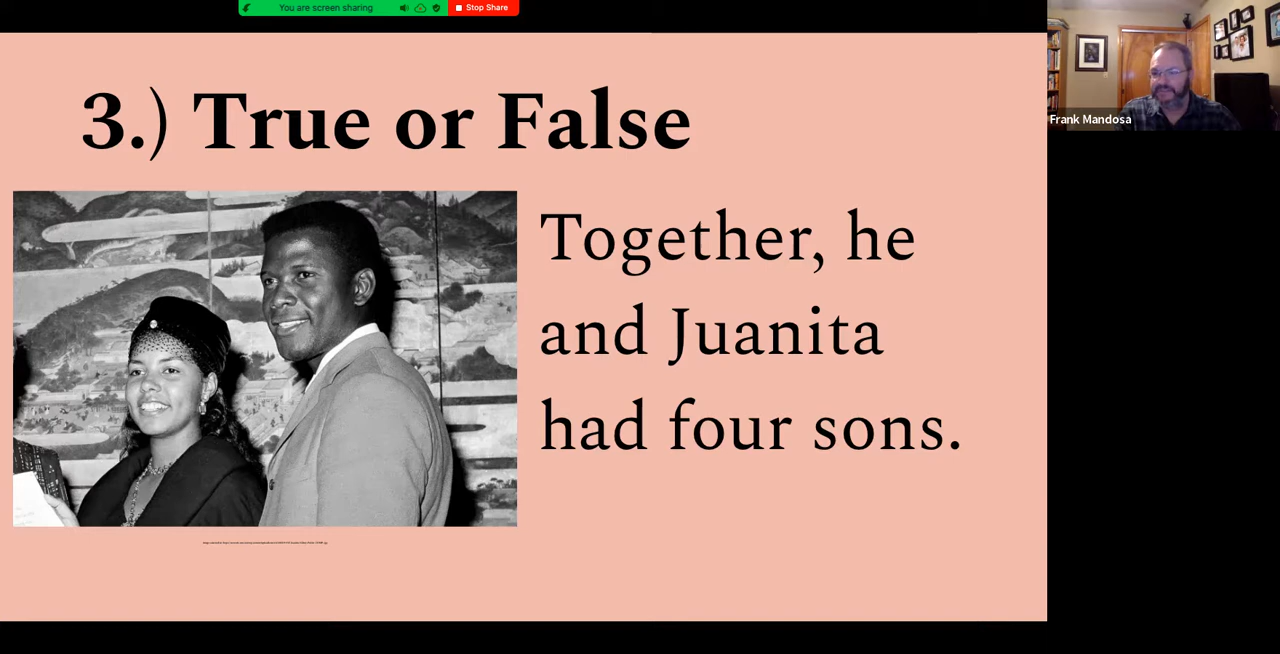 You are screen sharing
Stop Share
3.) True or False
Together, he
and Juanita
had four sons.
Frank Mandosa